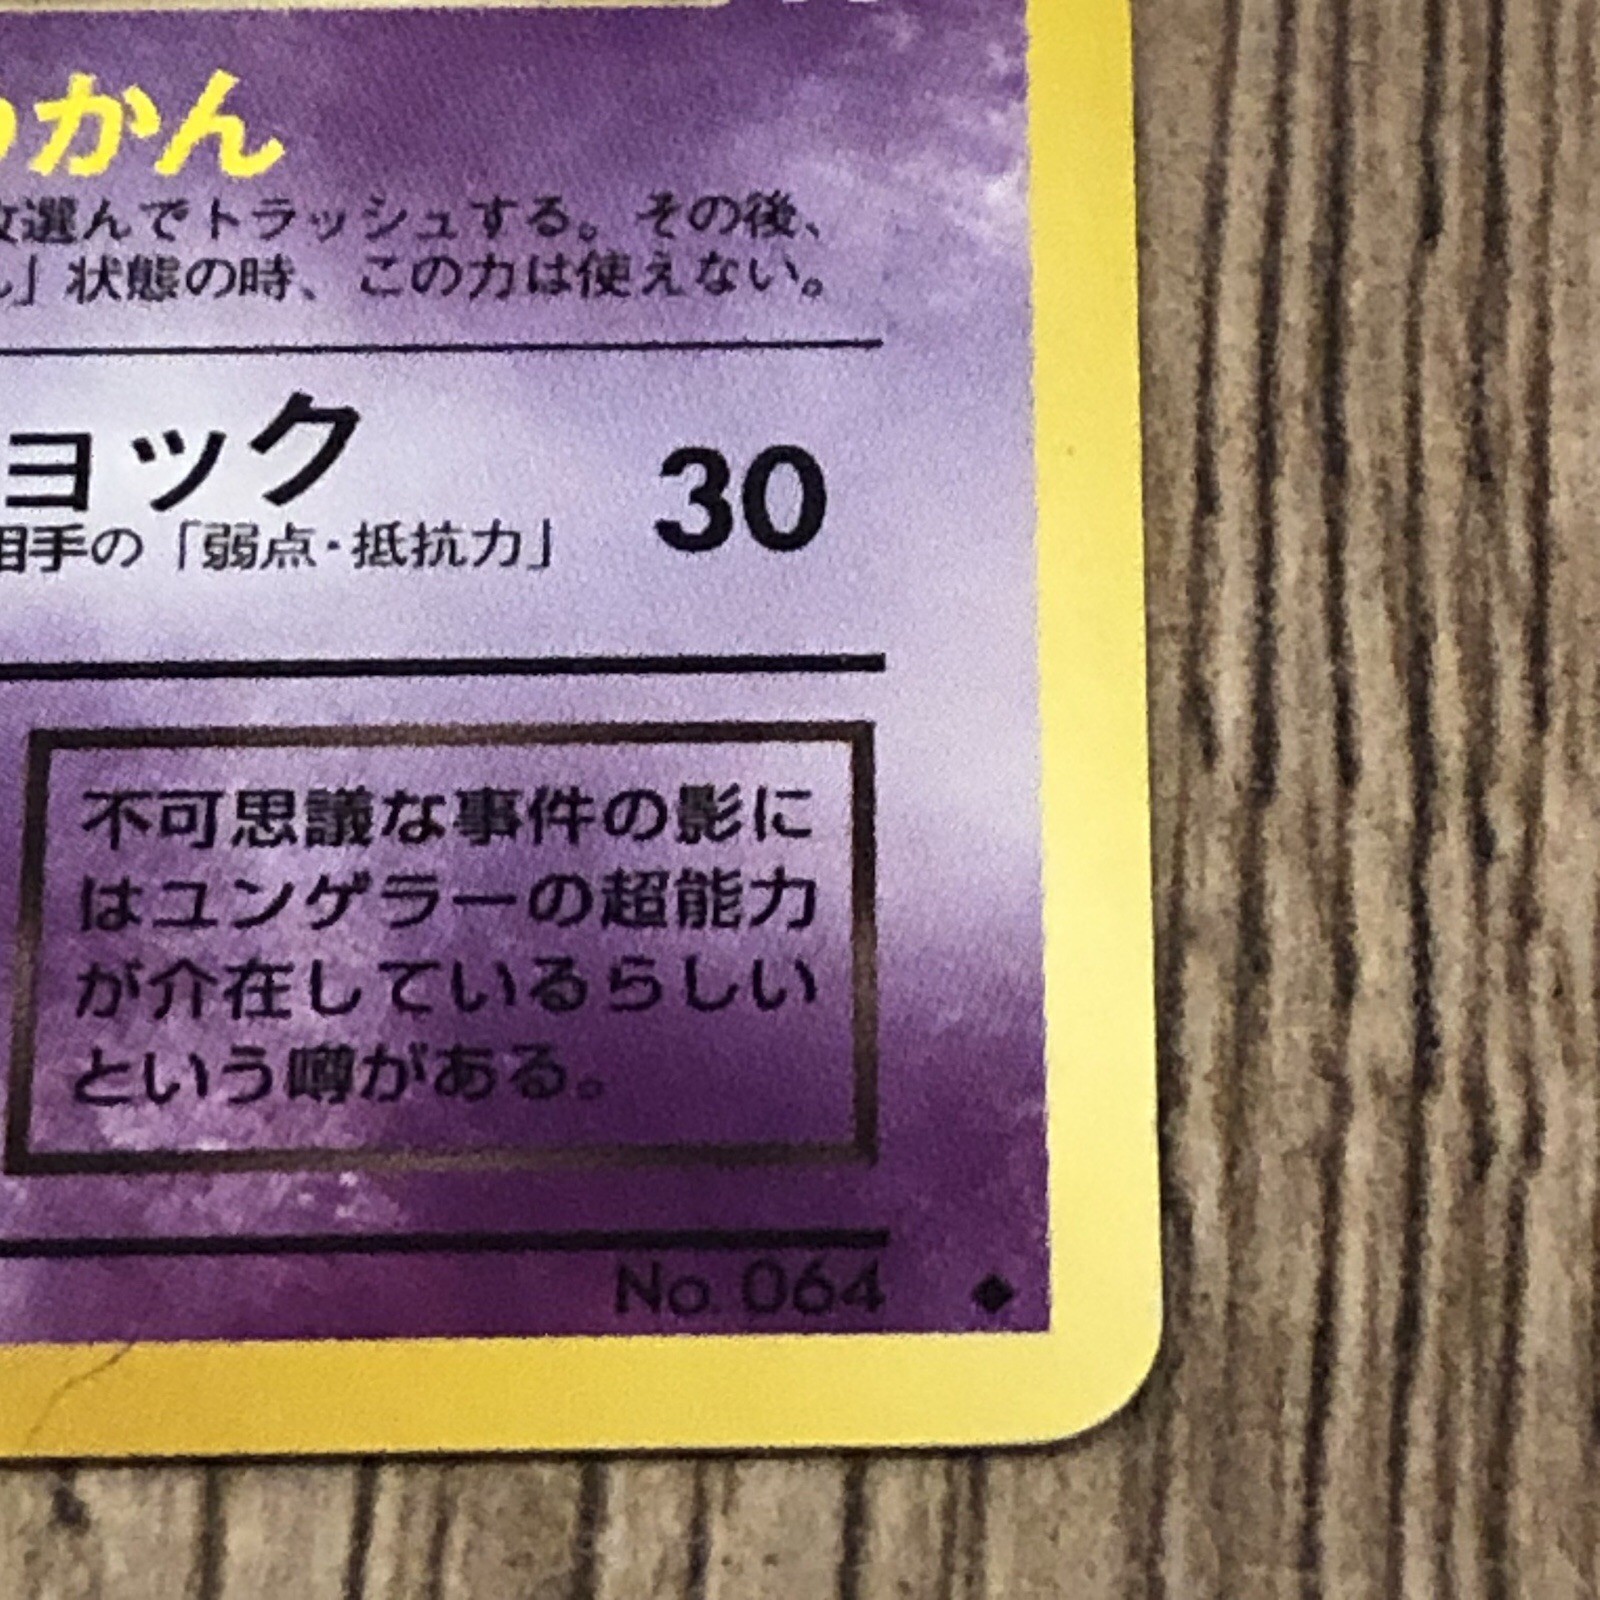 かん
選んでトラッシュする。その後、
」状態の時、この力は使えない。
ョック
30
相手の「弱点・抵抗力」
不可思議な事件の影に
はユンゲラーの超能力
が介在しているらしい
という噂がある。
No. 064